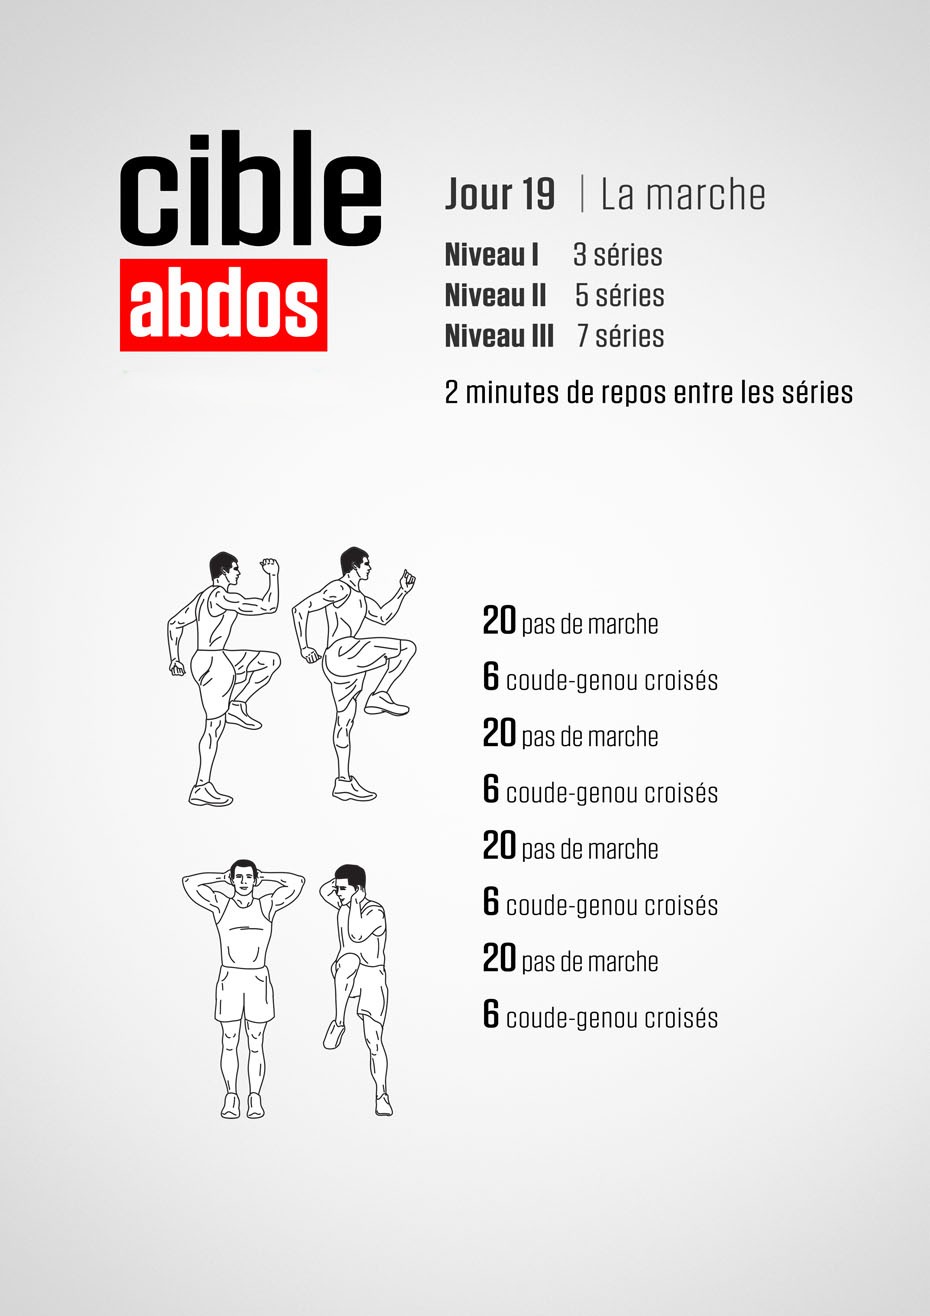 cible
abdos
Jour 19 | La marche
Niveau I 3 séries
Niveau II 5 séries
Niveau III 7 séries
2 minutes de repos entre les séries
20 pas de marche
6 coude-genou croisés
20 pas de marche
6 coude-genou croisés
20 pas de marche
6 coude-genou croisés
20 pas de marche
6 coude-genou croisés